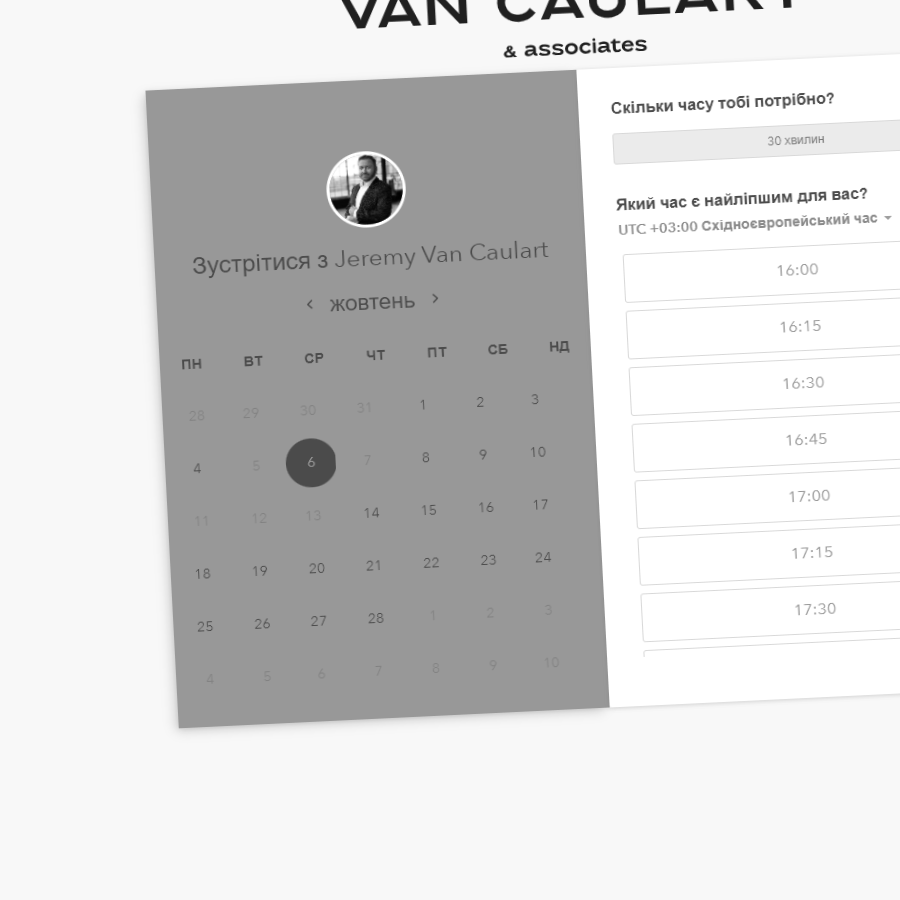 VAN CAULART
& associates
Зустрітися з Jeremy Van Caulart
‹ жовтень ›
ПН ВТ СР ЧТ ПТ СБ НД
28 29 30 31 1 2 3
4 5 6 7 8 9 10
11 12 13 14 15 16 17
18 19 20 21 22 23 24
25 26 27 28 1 2 3
4 5 6 7 8 9 10
Скільки часу тобі потрібно?
30 хвилин
Який час є найліпшим для вас?
UTC +03:00 Східноєвропейський час
16:00
16:15
16:30
16:45
17:00
17:15
17:30